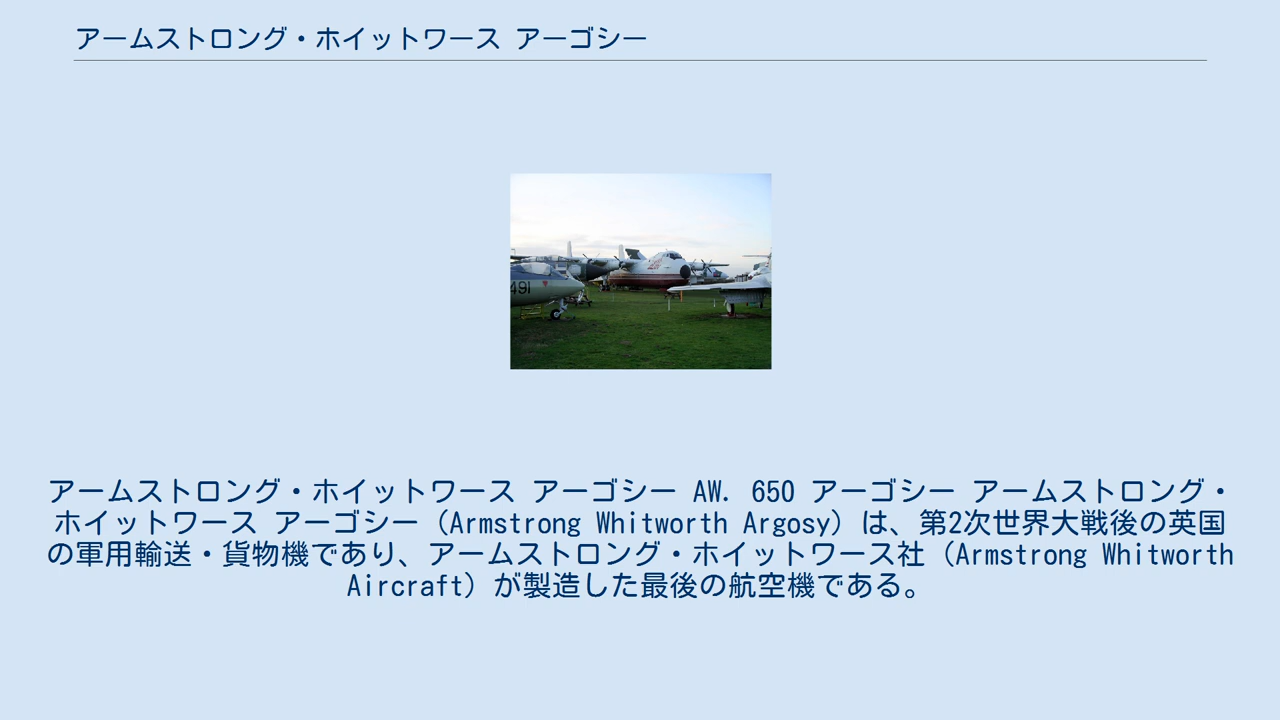 アームストロング・ホイットワース アーゴシー
491
アームストロング・ホイットワース アーゴシー AW. 650 アーゴシー アームストロング・
ホイットワース アーゴシー（Armstrong Whitworth Argosy）は、第2次世界大戦後の英国
の軍用輸送・貨物機であり、アームストロング・ホイットワース社（Armstrong Whitworth
Aircraft）が製造した最後の航空機である。